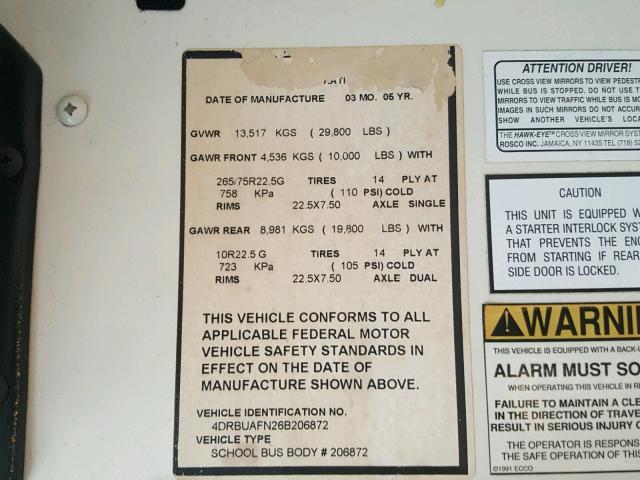 DATE OF MANUFACTURE 03 MO. 05 YR.
GVWR 13,517 KGS ( 29,800 LBS )
GAWR FRONT 4,536 KGS ( 10,000 LBS ) WITH
265/75R22.5G TIRES 14 PLY AT
758 KPa ( 110 PSI) COLD
RIMS 22.5X7.50 AXLE SINGLE
GAWR REAR 8,981 KGS ( 19,800 LBS ) WITH
10R22.5 G TIRES 14 PLY AT
723 KPa ( 105 PSI) COLD
RIMS 22.5X7.50 AXLE DUAL
THIS VEHICLE CONFORMS TO ALL
APPLICABLE FEDERAL MOTOR
VEHICLE SAFETY STANDARDS IN
EFFECT ON THE DATE OF
MANUFACTURE SHOWN ABOVE.
VEHICLE IDENTIFICATION NO.
4DRBUAFN26B206872
VEHICLE TYPE
SCHOOL BUS BODY # 206872
ATTENTION DRIVER!
USE CROSS VIEW MIRRORS TO VIEW PEDESTR
WHILE BUS IS STOPPED. DO NOT USE T
MIRRORS TO VIEW TRAFFIC WHILE BUS IS MO
IMAGES IN SUCH MIRRORS DO NOT ACCUR
SHOW ANOTHER VEHICLE'S LOCA
THE HAWK-EYE™ CROSS VIEW MIRROR SYST
ROSCO INC. JAMAICA, NY 11435 TEL (718) 52
CAUTION
THIS UNIT IS EQUIPPED W
A STARTER INTERLOCK SYST
THAT PREVENTS THE ENG
FROM STARTING IF REAR
SIDE DOOR IS LOCKED.
WARNIN
THIS VEHICLE IS EQUIPPED WITH A BACK-U
ALARM MUST SO
WHEN OPERATING THIS VEHICLE IN RE
FAILURE TO MAINTAIN A CLE
IN THE DIRECTION OF TRAVE
RESULT IN SERIOUS INJURY O
THE OPERATOR IS RESPONS
THE SAFE OPERATION OF THIS
©1991 ECCO